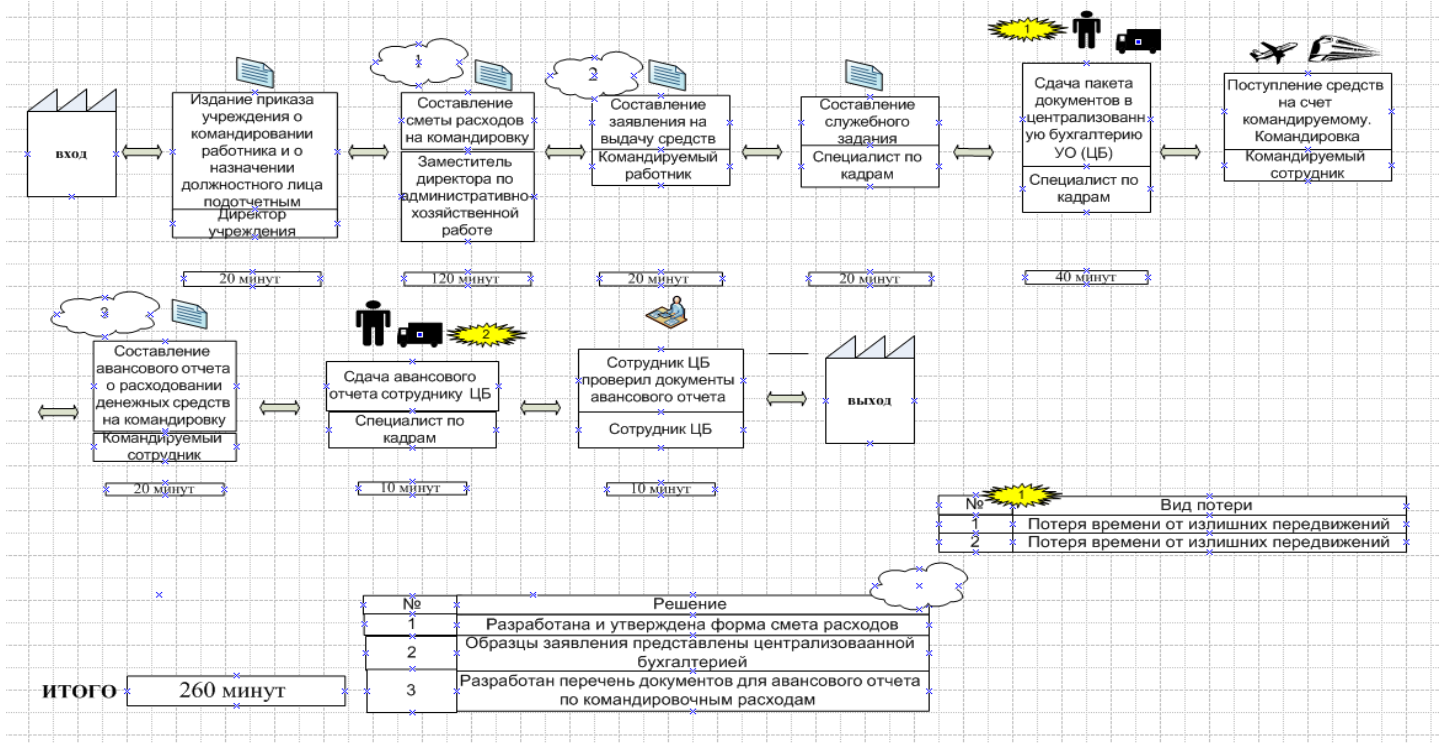 1
1
2
вход
Издание приказа
учреждения о
командировании
работника и о
назначении
должностного лица
подотчетным
Директор
учреждения
Составление
сметы расходов
на командировку
Заместитель
директора по
административно-
хозяйственной
работе
Составление
заявления на
выдачу средств
Командируемый
работник
Составление
служебного
задания
Специалист по
кадрам
Сдача пакета
документов в
централизованн
ую бухгалтерию
УО (ЦБ)
Специалист по
кадрам
Поступление средств
на счет
командируемому.
Командировка
Командируемый
сотрудник
20 минут
120 минут
20 минут
20 минут
40 минут
3
2
Составление
авансового отчета
о расходовании
денежных средств
на командировку
Командируемый
сотрудник
Сдача авансового
отчета сотруднику ЦБ
Специалист по
кадрам
Сотрудник ЦБ
проверил документы
авансового отчета
Сотрудник ЦБ
выход
20 минут
10 минут
10 минут
1
№ Вид потери
1 Потеря времени от излишних передвижений
2 Потеря времени от излишних передвижений
№ Решение
1 Разработана и утверждена форма смета расходов
2 Образцы заявления представлены централизоваанной
бухгалтерией
3 Разработан перечень документов для авансового отчета
по командировочным расходам
ИТОГО 260 минут